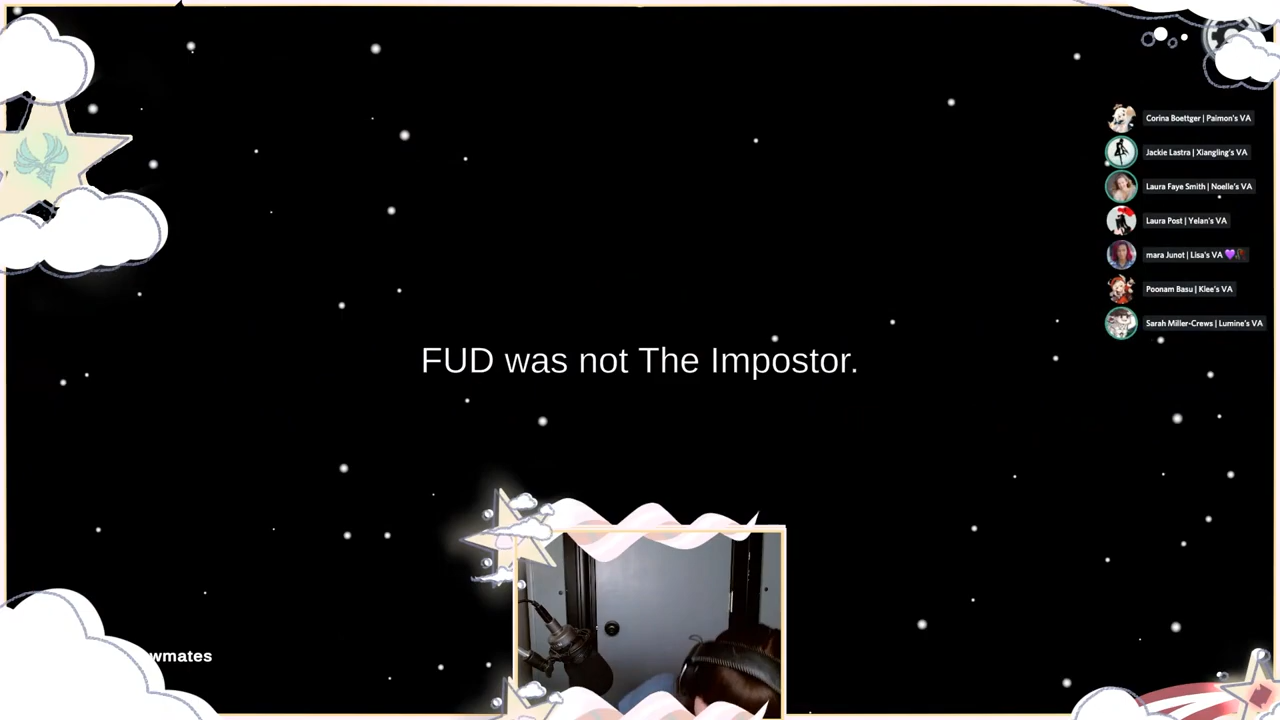 Corina Boettger | Paimon's VA
Jackie Lastra | Xiangling's VA
Laura Faye Smith | Noelle's VA
Laura Post | Yelan's VA
mara Junot | Lisa's VA 💜🥀
Poonam Basu | Klee's VA
Sarah Miller-Crews | Lumine's VA
FUD was not The Impostor.
wmates